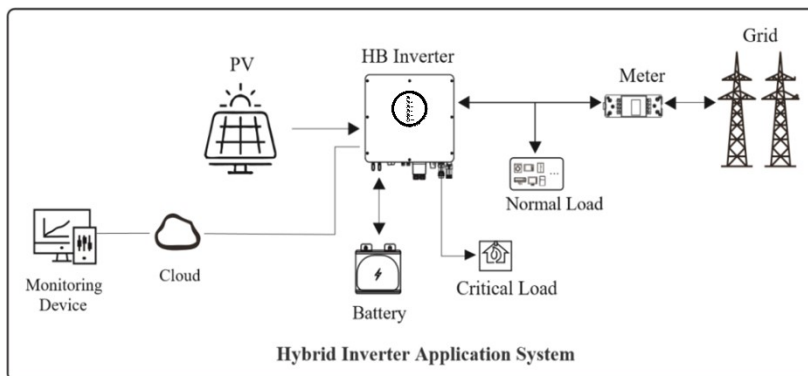 Grid
HB Inverter
PV
Meter
Normal Load
Cloud
Monitoring
Device
Critical Load
Battery
Hybrid Inverter Application System